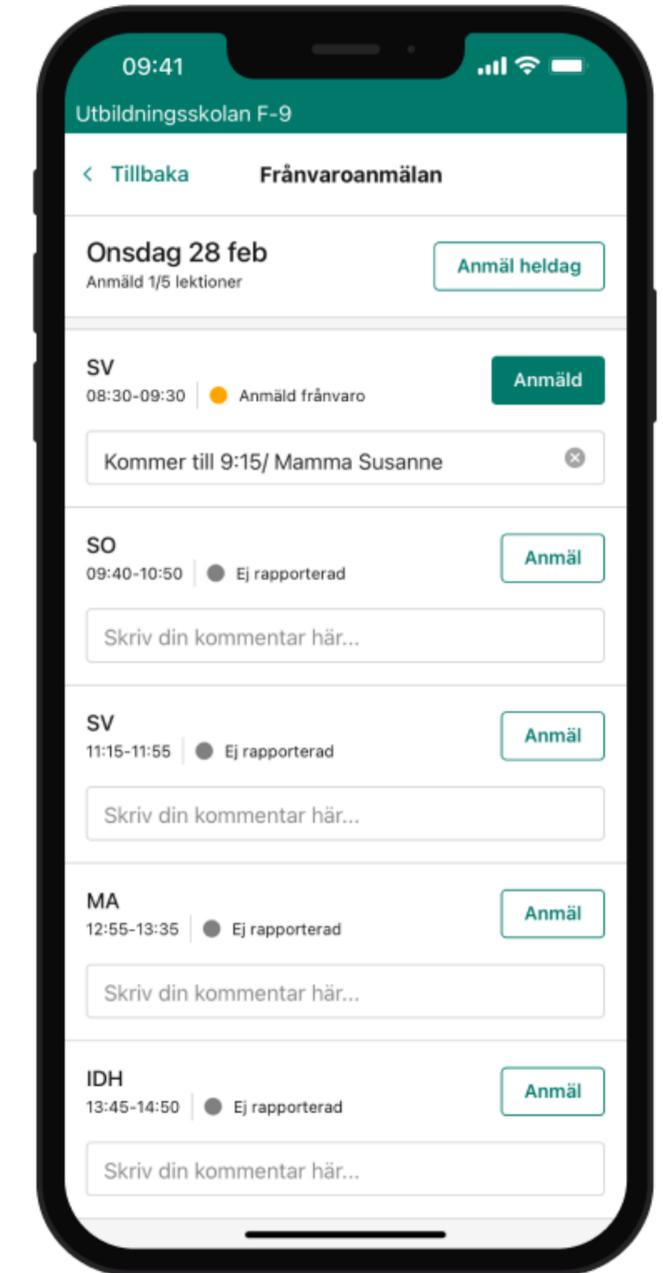 09:41
Utbildningsskolan F-9
Tillbaka Frånvaroanmälan
Onsdag 28 feb
Anmäl heldag
Anmäld 1/5 lektioner
SV
Anmäld
08:30-09:30 Anmäld frånvaro
Kommer till 9:15/ Mamma Susanne
SO
Anmäl
09:40-10:50 Ej rapporterad
Skriv din kommentar här...
SV
Anmäl
11:15-11:55 Ej rapporterad
Skriv din kommentar här...
MA
Anmäl
12:55-13:35 Ej rapporterad
Skriv din kommentar här...
IDH
Anmäl
13:45-14:50 Ej rapporterad
Skriv din kommentar här...